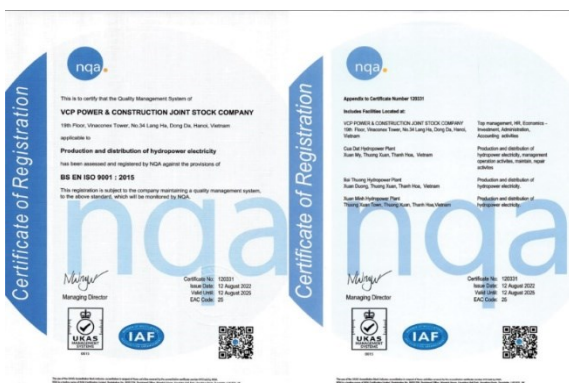 nqa.
Certificate of Registration
This is to certify that the Quality Management System of
VCP POWER & CONSTRUCTION JOINT STOCK COMPANY
19th Floor, Vinaconex Tower, No.34 Lang Ha, Dong Da, Hanoi, Vietnam
applicable to
Production and distribution of hydropower electricity
has been assessed and registered by NQA against the provisions of
BS EN ISO 9001 : 2015
This registration is subject to the company maintaining a quality management system,
to the above standard, which will be monitored by NQA.
nqa
Managing Director
Certificate No: 120331
Issue Date: 12 August 2022
Valid Until: 12 August 2025
EAC Code: 25
UKAS
MANAGEMENT
SYSTEMS
IAF
nqa.
Certificate of Registration
Appendix to Certificate Number 120331
Includes Facilities Located at:
VCP POWER & CONSTRUCTION JOINT STOCK COMPANY
19th Floor, Vinaconex Tower, No.34 Lang Ha, Dong Da, Hanoi,
Vietnam
Top management, HR, Economics -
Investment, Administration,
Accounting activities
Cua Dat Hydropower Plant
Xuan My, Thuong Xuan, Thanh Hoa, Vietnam
Production and distribution of
hydropower electricity, management
operation activities, maintain, repair
activities
Bai Thuong Hydropower Plant
Xuan Duong, Thuong Xuan, Thanh Hoa, Vietnam
Production and distribution of
hydropower electricity.
Xuan Minh Hydropower Plant
Thuong Xuan Town, Thuong Xuan, Thanh Hoa, Vietnam
Production and distribution of
hydropower electricity.
nqa
Managing Director
Certificate No: 120331
Issue Date: 12 August 2022
Valid Until: 12 August 2025
EAC Code: 25
UKAS
MANAGEMENT
SYSTEMS
IAF